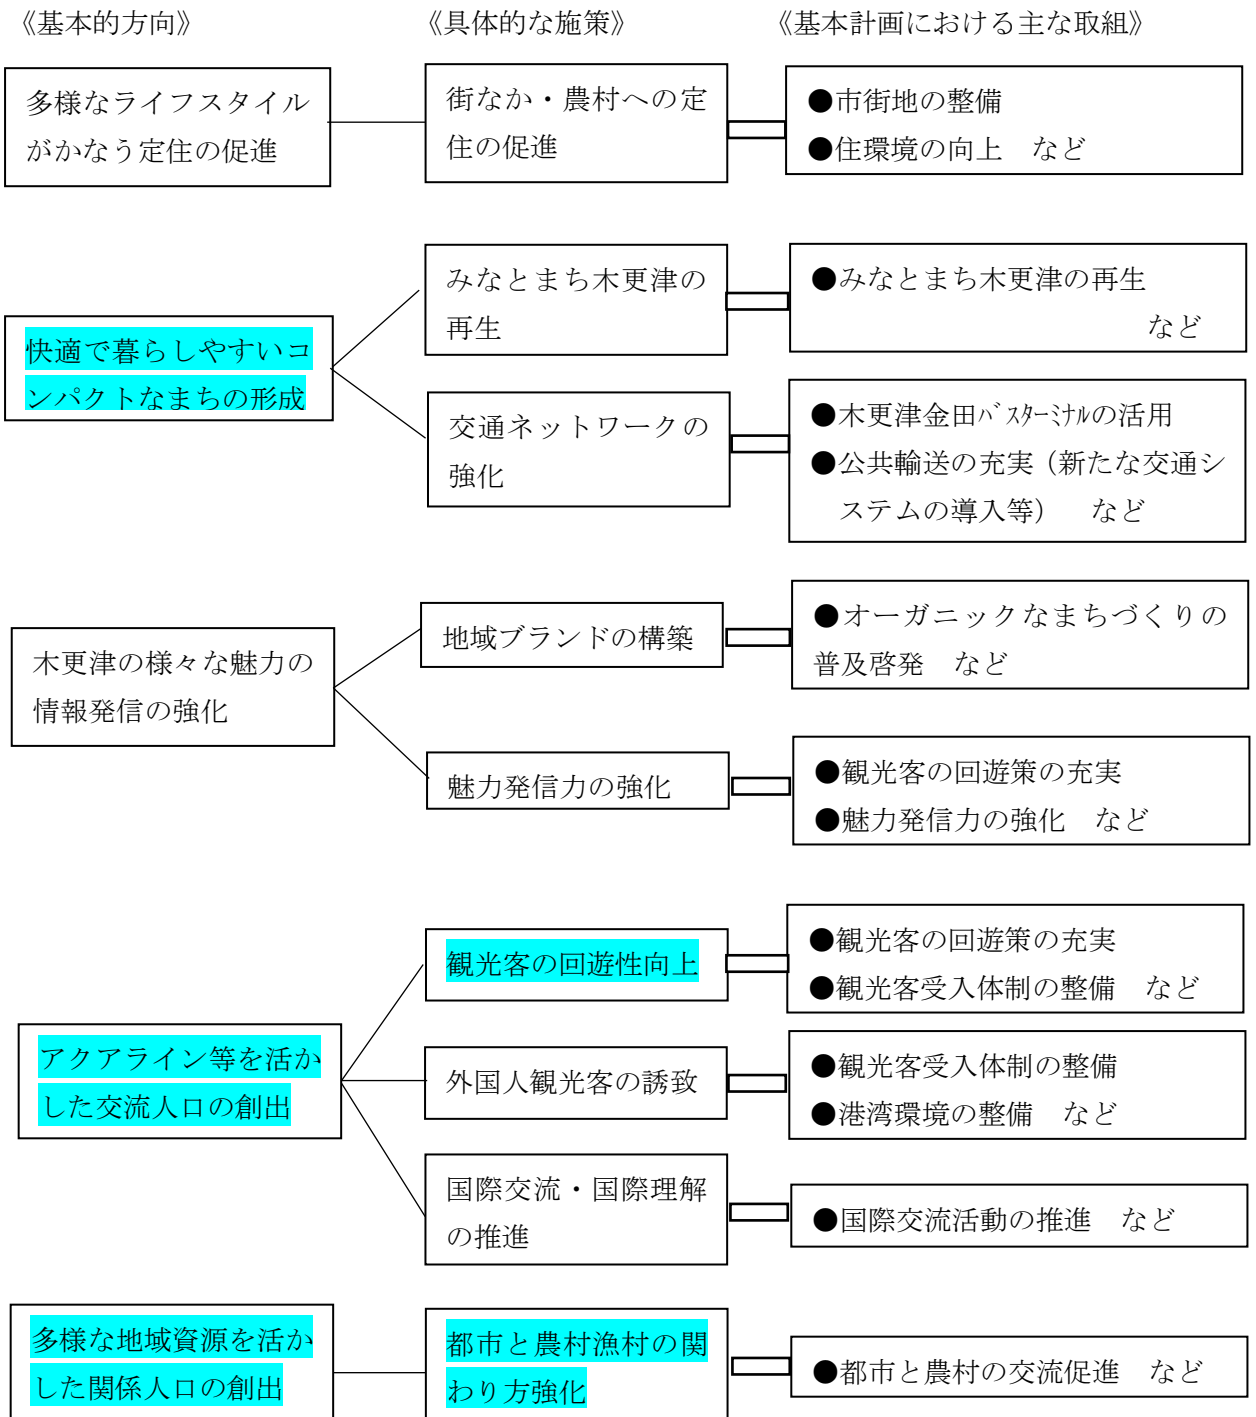 《基本的方向》
《具体的な施策》
《基本計画における主な取組》
多様なライフスタイル
がかなう定住の促進
街なか・農村への定
住の促進
●市街地の整備
●住環境の向上　など
快適で暮らしやすいコ
ンパクトなまちの形成
みなとまち木更津の
再生
●みなとまち木更津の再生
など
交通ネットワークの
強化
●木更津金田ﾊﾞｽﾀｰﾐﾅﾙの活用
●公共輸送の充実（新たな交通シ
ステムの導入等）　など
木更津の様々な魅力の
情報発信の強化
地域ブランドの構築
●オーガニックなまちづくりの
普及啓発　など
魅力発信力の強化
●観光客の回遊策の充実
●魅力発信力の強化　など
アクアライン等を活か
した交流人口の創出
観光客の回遊性向上
●観光客の回遊策の充実
●観光客受入体制の整備　など
外国人観光客の誘致
●観光客受入体制の整備
●港湾環境の整備　など
国際交流・国際理解
の推進
●国際交流活動の推進　など
多様な地域資源を活か
した関係人口の創出
都市と農村漁村の関
わり方強化
●都市と農村の交流促進　など